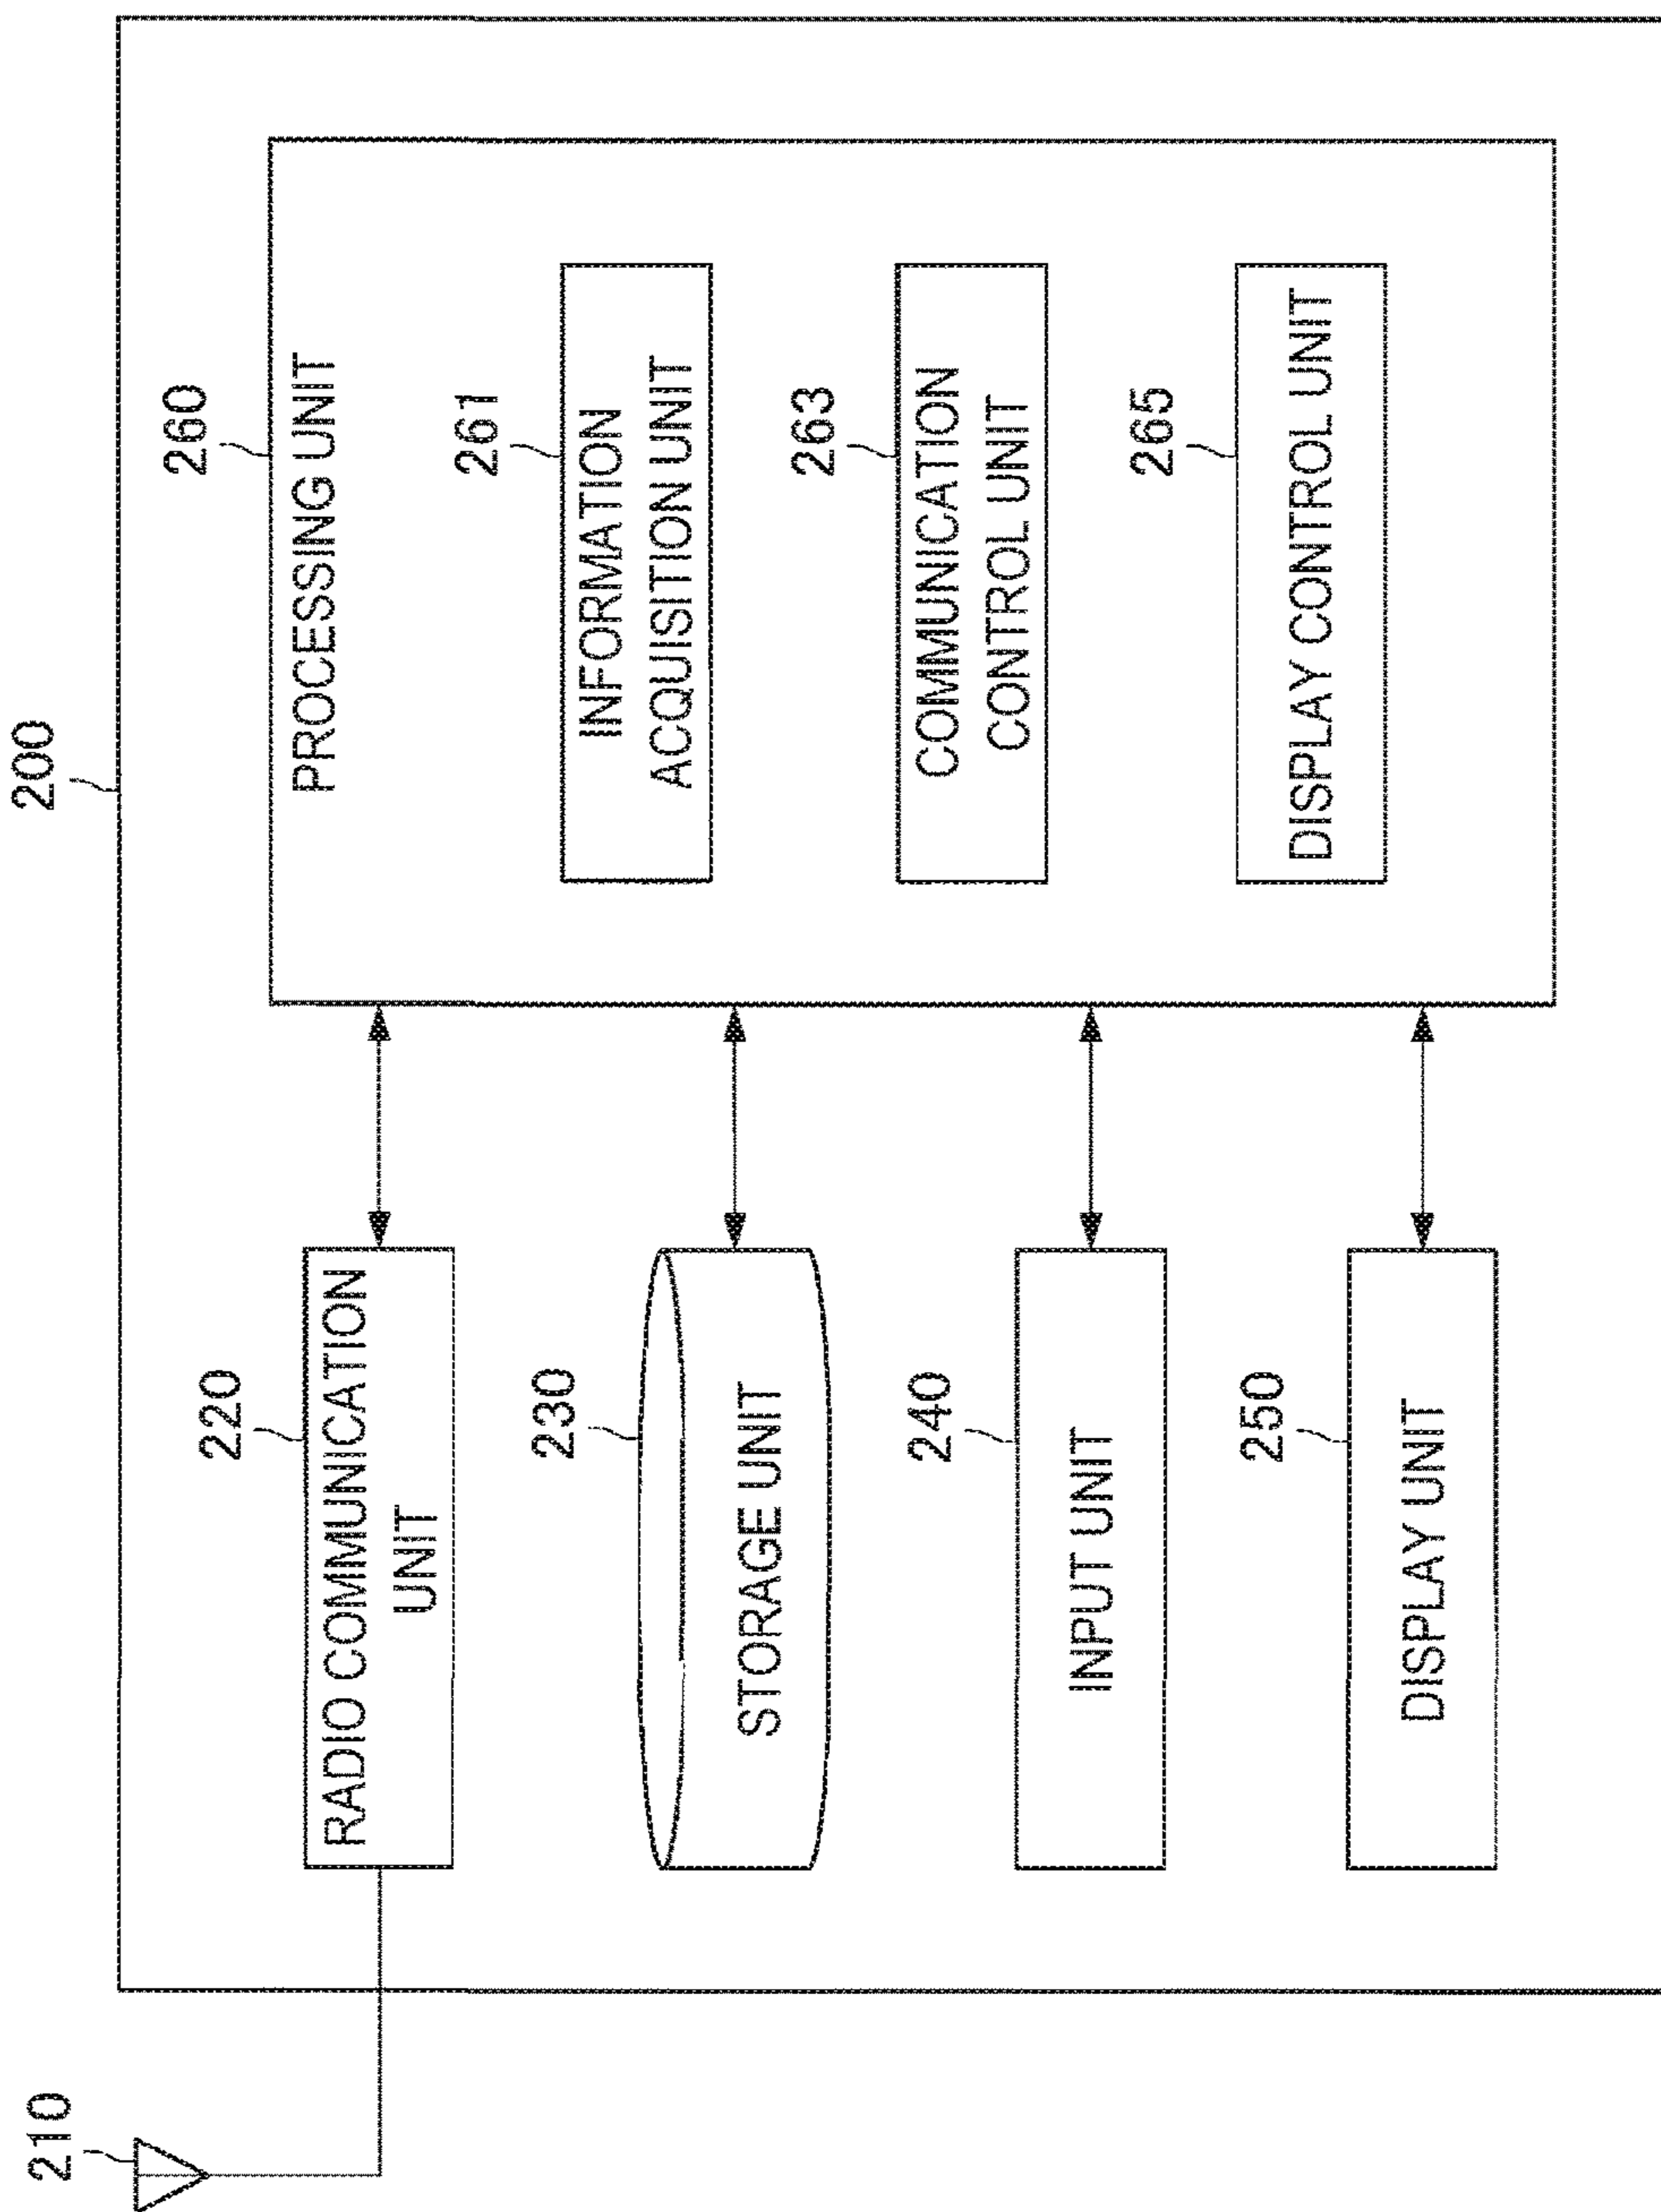 200
210
220
RADIO COMMUNICATION
UNIT
230
STORAGE UNIT
240
INPUT UNIT
250
DISPLAY UNIT
260
PROCESSING UNIT
261
INFORMATION
ACQUISITION UNIT
263
COMMUNICATION
CONTROL UNIT
265
DISPLAY CONTROL UNIT